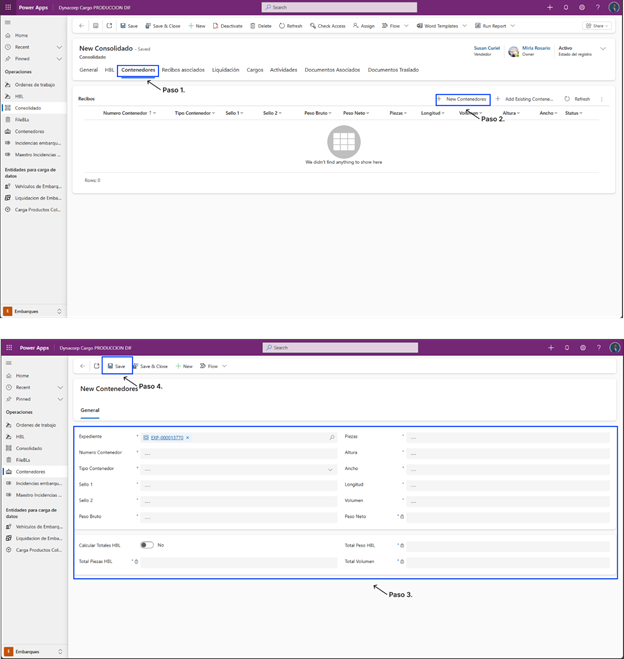 Power Apps Dynacorp Cargo PRODUCCION DIF Search
Save Save & Close New Deactivate Delete Refresh Check Access Assign Flow Word Templates Run Report Share
Home
Recent
Pinned
Operaciones
Ordenes de trabajo
HBL
Consolidado
FileBLs
Contenedores
Incidencias embarqu...
Maestro Incidencias ...
Entidades para carga de
datos
Vehiculos de Embarq...
Liquidacion de Embar...
Carga Productos Col...
Embarques
New Consolidado - Saved
Consolidado
Susan Curiel
Vendedor
Miria Rosario
Owner
Activo
Estado del registro
General HBL Contenedores Recibos asociados Liquidación Cargos Actividades Documentos Asociados Documentos Traslado
Paso 1.
Recibos
New Contenedores Add Existing Contene... Refresh
Paso 2.
Numero Contenedor Tipo Contenedor Sello 1 Sello 2 Peso Bruto Peso Neto Piezas Longitud Volumen Altura Ancho Status
We didn't find anything to show here
Rows: 0
Power Apps Dynacorp Cargo PRODUCCION DIF Search
Save Save & Close New Flow
Paso 4.
Home
Recent
Pinned
Operaciones
Ordenes de trabajo
HBL
Consolidado
FileBLs
Contenedores
Incidencias embarqu...
Maestro Incidencias ...
Entidades para carga de
datos
Vehiculos de Embarq...
Liquidacion de Embar...
Carga Productos Col...
Embarques
New Contenedores
General
Expediente * EXP-000013770
Numero Contenedor * ---
Tipo Contenedor * ---
Sello 1 * ---
Sello 2 * ---
Peso Bruto * ---
Piezas * ---
Altura * ---
Ancho * ---
Longitud * ---
Volumen * ---
Peso Neto *
Calcular Totales HBL No
Total Piezas HBL *
Total Peso HBL *
Total Volumen *
Paso 3.